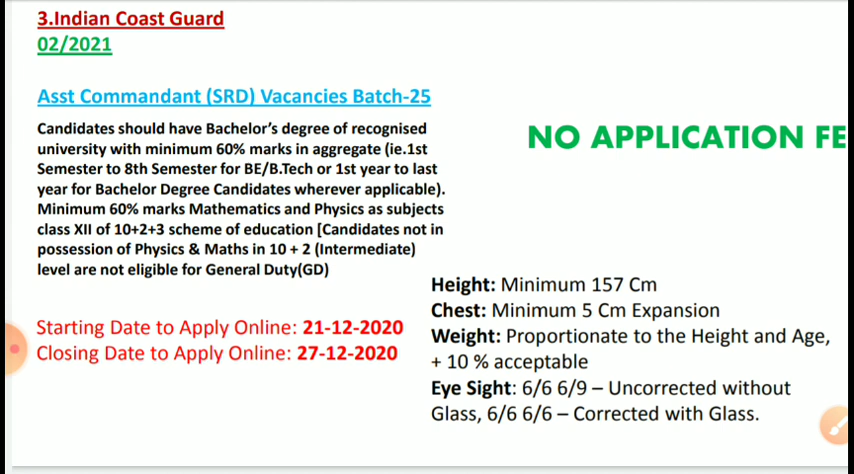 3.Indian Coast Guard
02/2021
Asst Commandant (SRD) Vacancies Batch-25
Candidates should have Bachelor's degree of recognised
university with minimum 60% marks in aggregate (ie.1st
Semester to 8th Semester for BE/B.Tech or 1st year to last
year for Bachelor Degree Candidates wherever applicable).
Minimum 60% marks Mathematics and Physics as subjects
class XII of 10+2+3 scheme of education [Candidates not in
possession of Physics & Maths in 10 + 2 (Intermediate)
level are not eligible for General Duty(GD)
Starting Date to Apply Online: 21-12-2020
Closing Date to Apply Online: 27-12-2020
NO APPLICATION FE
Height: Minimum 157 Cm
Chest: Minimum 5 Cm Expansion
Weight: Proportionate to the Height and Age,
+ 10 % acceptable
Eye Sight: 6/6 6/9 – Uncorrected without
Glass, 6/6 6/6 – Corrected with Glass.